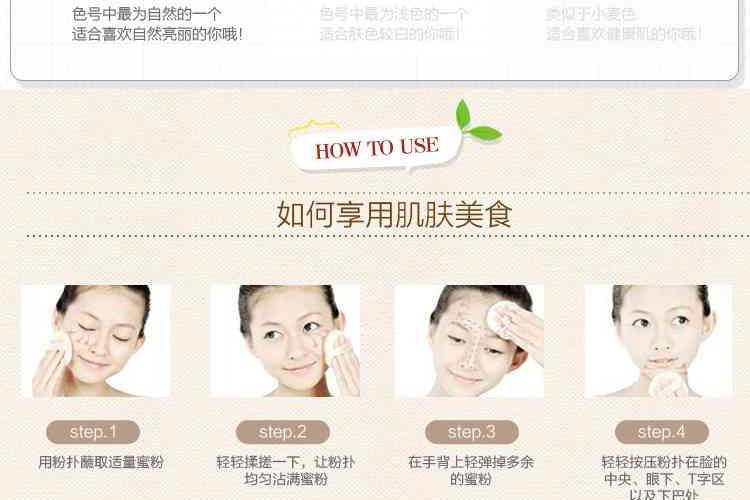 色号中最为自然的一个
适合喜欢自然亮丽的你哦!
色号中最为浅色的一个
适合肤色较白的你哦!
类似于小麦色
适合喜欢健康肌的你哦!
HOW TO USE
如何享用肌肤美食
step.1
用粉扑蘸取适量蜜粉
step.2
轻轻揉搓一下，让粉扑
均匀沾满蜜粉
step.3
在手背上轻弹掉多余
的蜜粉
step.4
轻轻按压粉扑在脸的
中央、眼下、T字区
以及下巴处